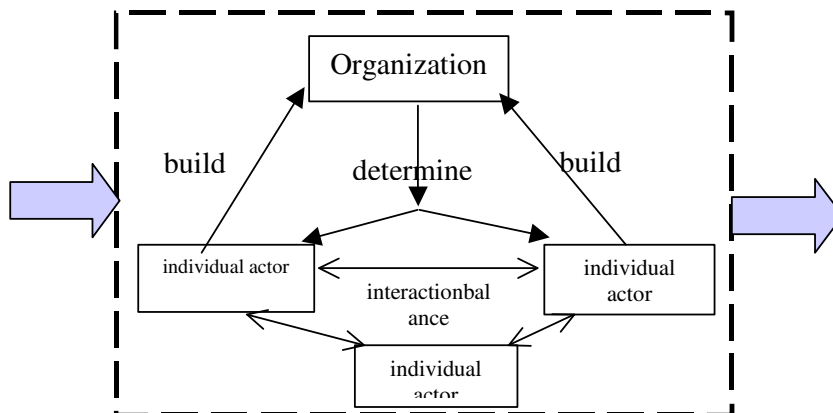 Organization
build
determine
build
individual actor
individual
actor
interactionbal
ance
individual
actor